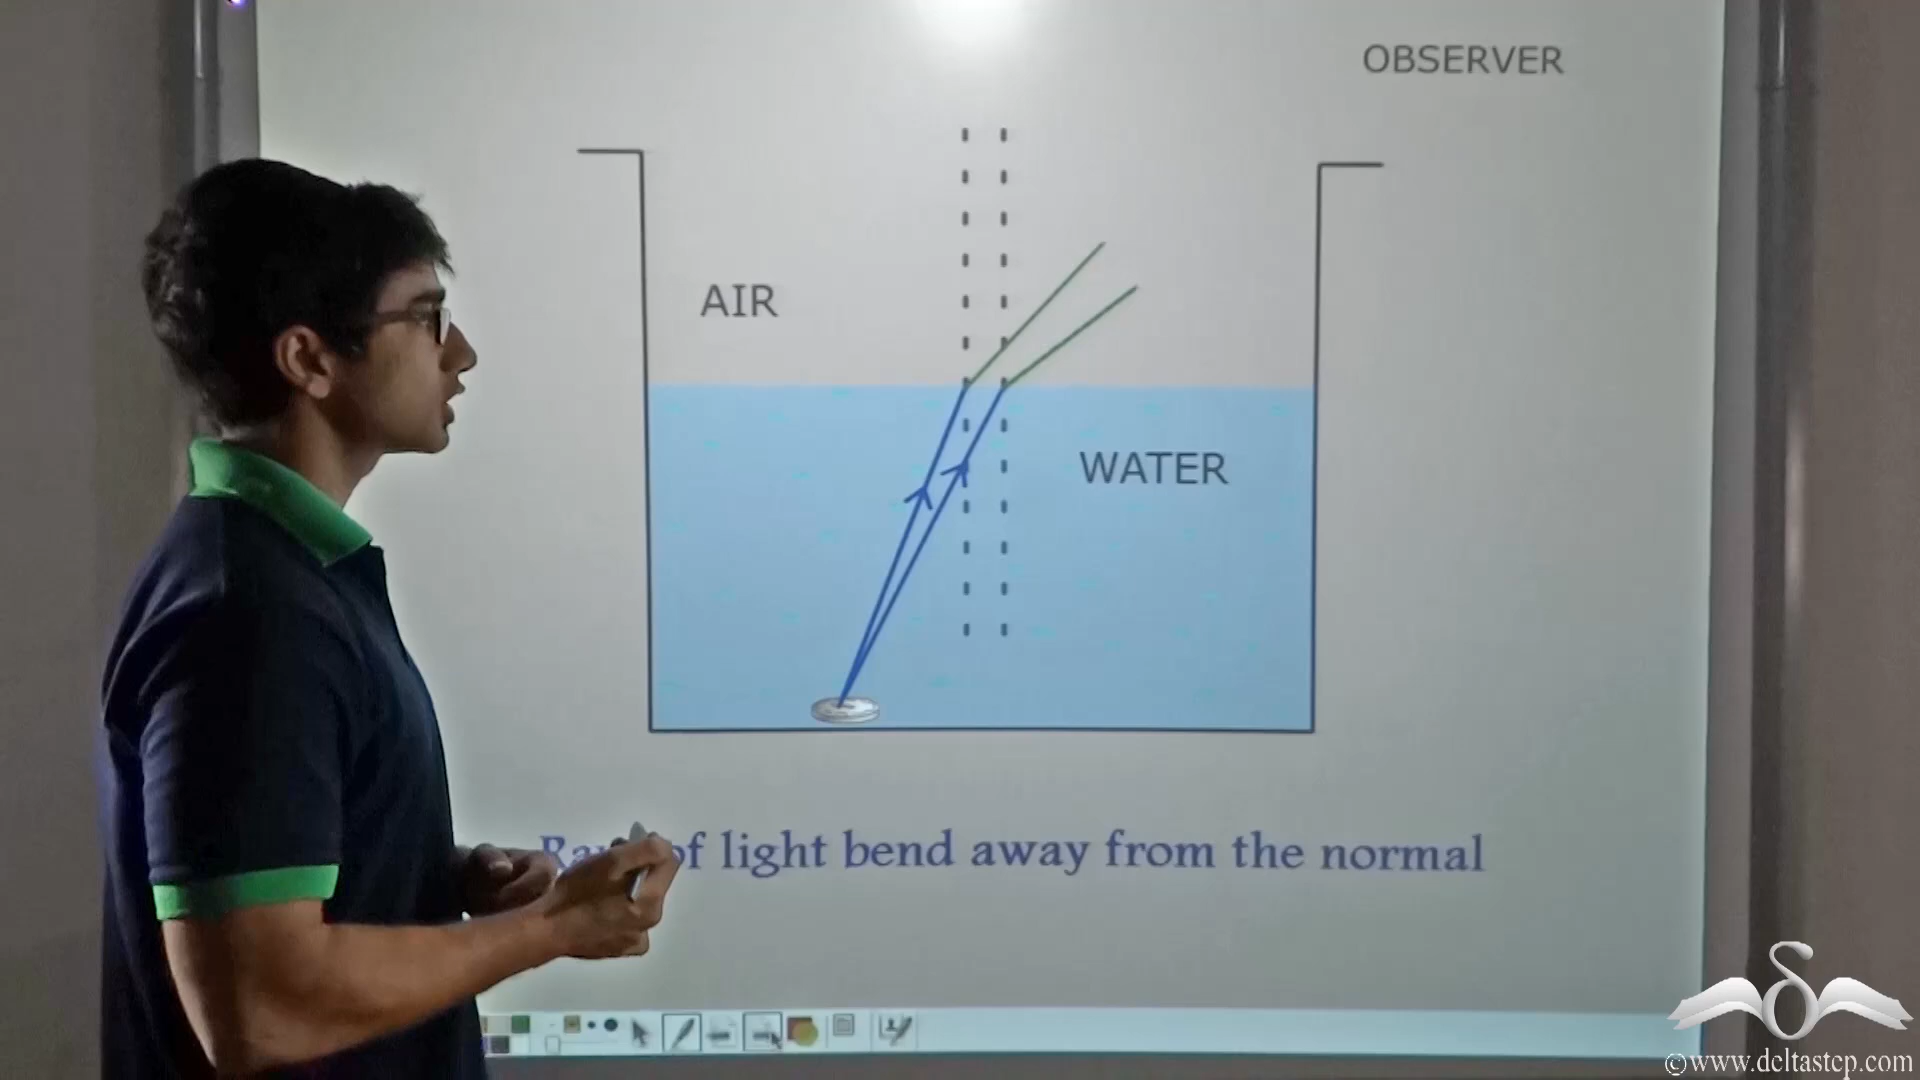 OBSERVER
AIR
WATER
of light bend away from the normal
©www.deltastep.com